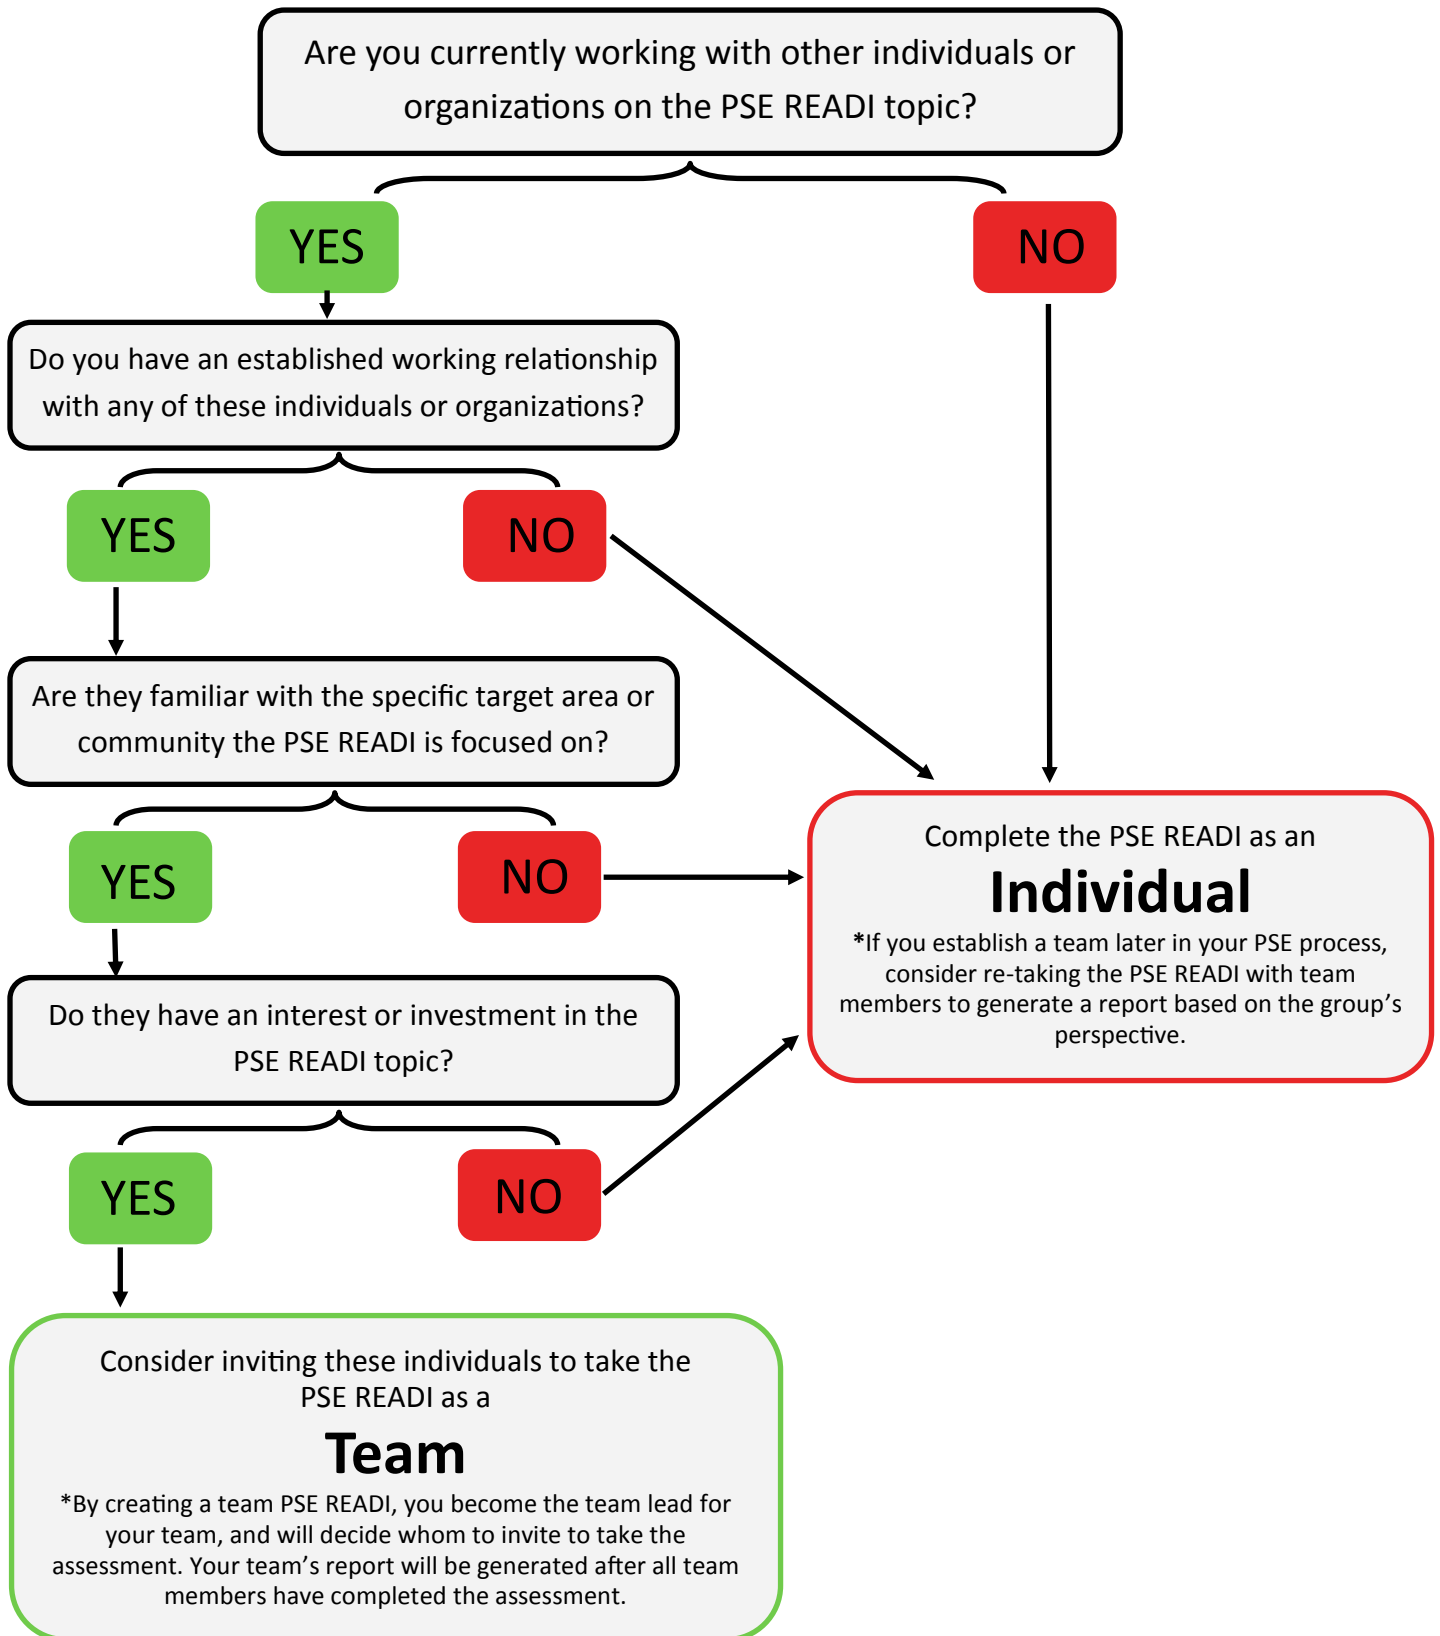 Are you currently working with other individuals or
organizations on the PSE READI topic?
YES
NO
Do you have an established working relationship
with any of these individuals or organizations?
YES
NO
Are they familiar with the specific target area or
community the PSE READI is focused on?
YES
NO
Complete the PSE READI as an
Individual
*If you establish a team later in your PSE process,
consider re-taking the PSE READI with team
members to generate a report based on the group’s
perspective.
Do they have an interest or investment in the
PSE READI topic?
YES
NO
Consider inviting these individuals to take the
PSE READI as a
Team
*By creating a team PSE READI, you become the team lead for
your team, and will decide whom to invite to take the
assessment. Your team’s report will be generated after all team
members have completed the assessment.